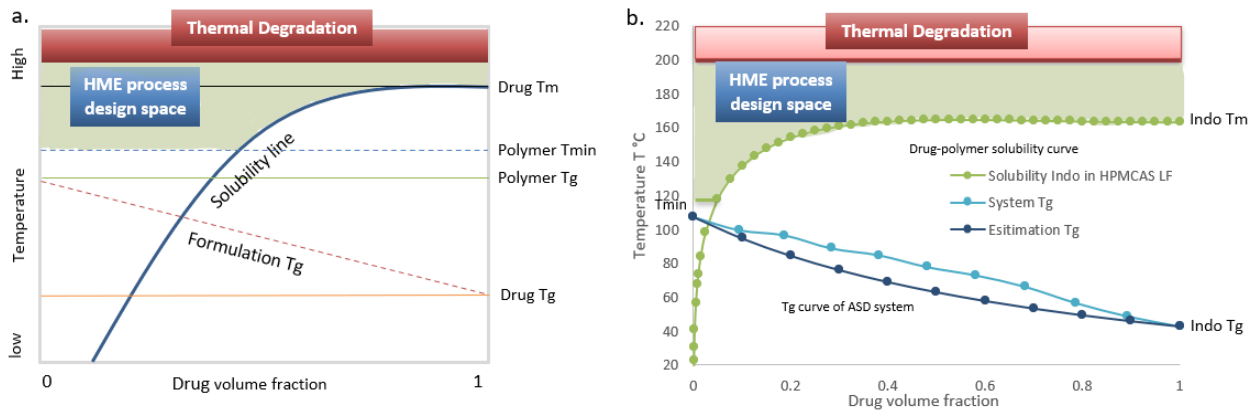 a.
Thermal Degradation
High
HME process
design space
Drug Tm
Solubility line
Polymer Tmin
Polymer Tg
Temperature
Formulation Tg
Drug Tg
low
0
Drug volume fraction
1
b.
220
Thermal Degradation
200
HME process
design space
180
160
Indo Tm
Drug-polymer solubility curve
140
Solubility Indo in HPMCAS LF
120
System Tg
Tmin
Esitimation Tg
100
Temperature T °C
80
60
Tg curve of ASD system
40
Indo Tg
20
0
0.2
0.4
0.6
0.8
1
Drug volume fraction